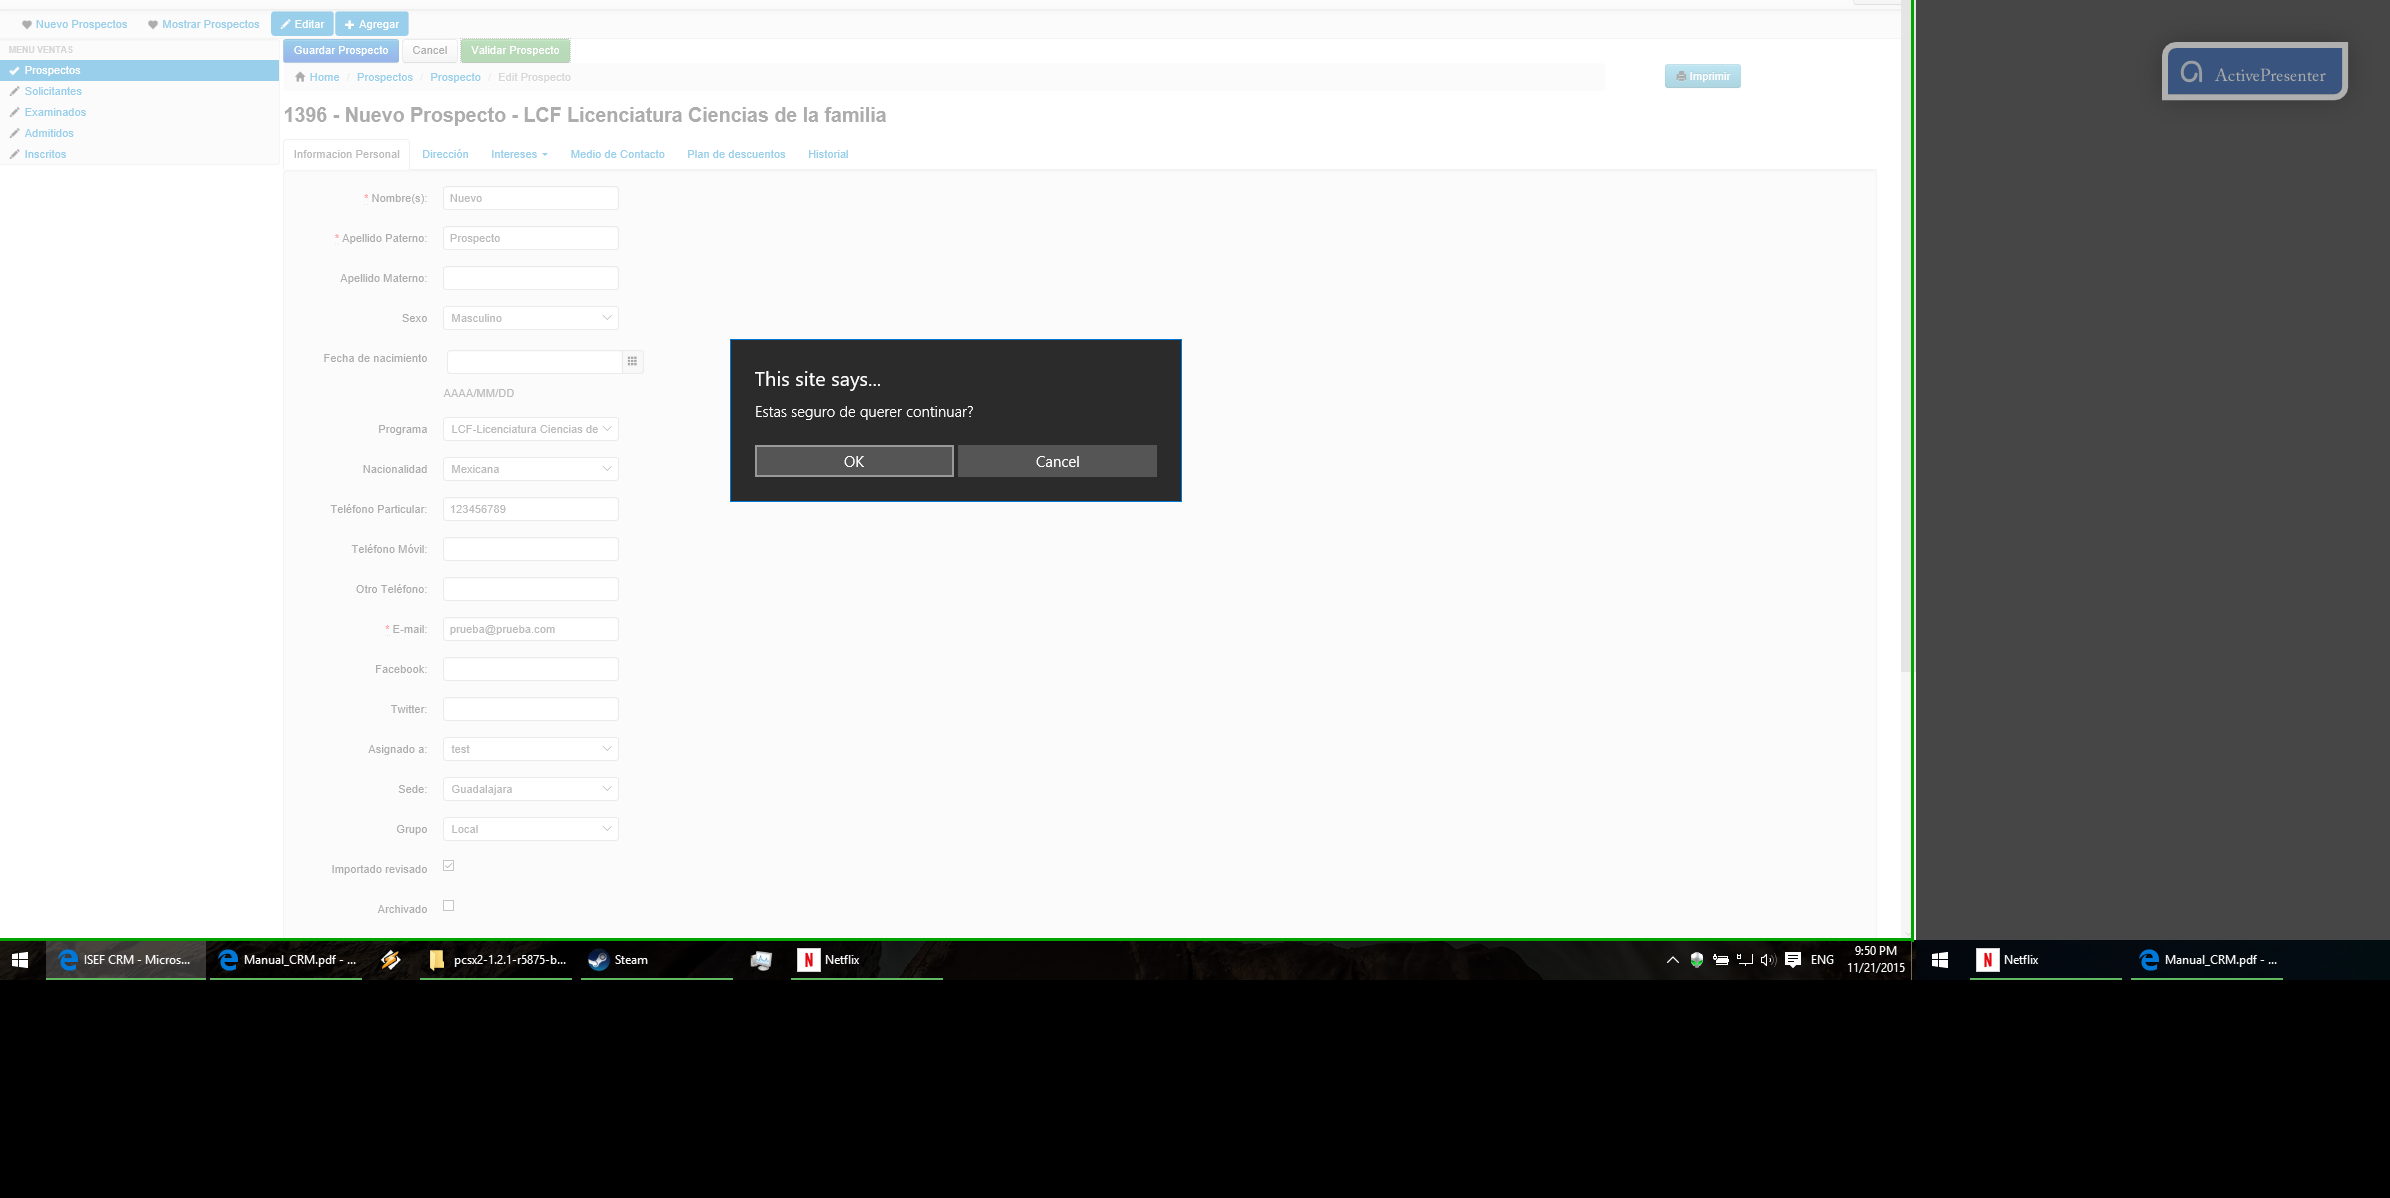 Nuevo Prospectos
Mostrar Prospectos
Editar
Agregar
MENU VENTAS
Prospectos
Solicitantes
Examinados
Admitidos
Inscritos
Guardar Prospecto
Cancel
Validar Prospecto
Home / Prospectos / Prospecto / Edit Prospecto
Imprimir
1396 - Nuevo Prospecto - LCF Licenciatura Ciencias de la familia
Informacion Personal
Dirección
Intereses
Medio de Contacto
Plan de descuentos
Historial
* Nombre(s): Nuevo
* Apellido Paterno: Prospecto
Apellido Materno:
Sexo Masculino
Fecha de nacimiento
AAAA/MM/DD
Programa LCF-Licenciatura Ciencias de
Nacionalidad Mexicana
Teléfono Particular: 123456789
Teléfono Móvil:
Otro Teléfono:
* E-mail: prueba@prueba.com
Facebook:
Twitter:
Asignado a: test
Sede: Guadalajara
Grupo Local
Importado revisado
Archivado
This site says...
Estas seguro de querer continuar?
OK
Cancel
ActivePresenter
ISEF CRM - Micros...
Manual_CRM.pdf - ...
pcsx2-1.2.1-r5875-b...
Steam
Netflix
ENG
9:50 PM
11/21/2015
Netflix
Manual_CRM.pdf - ...